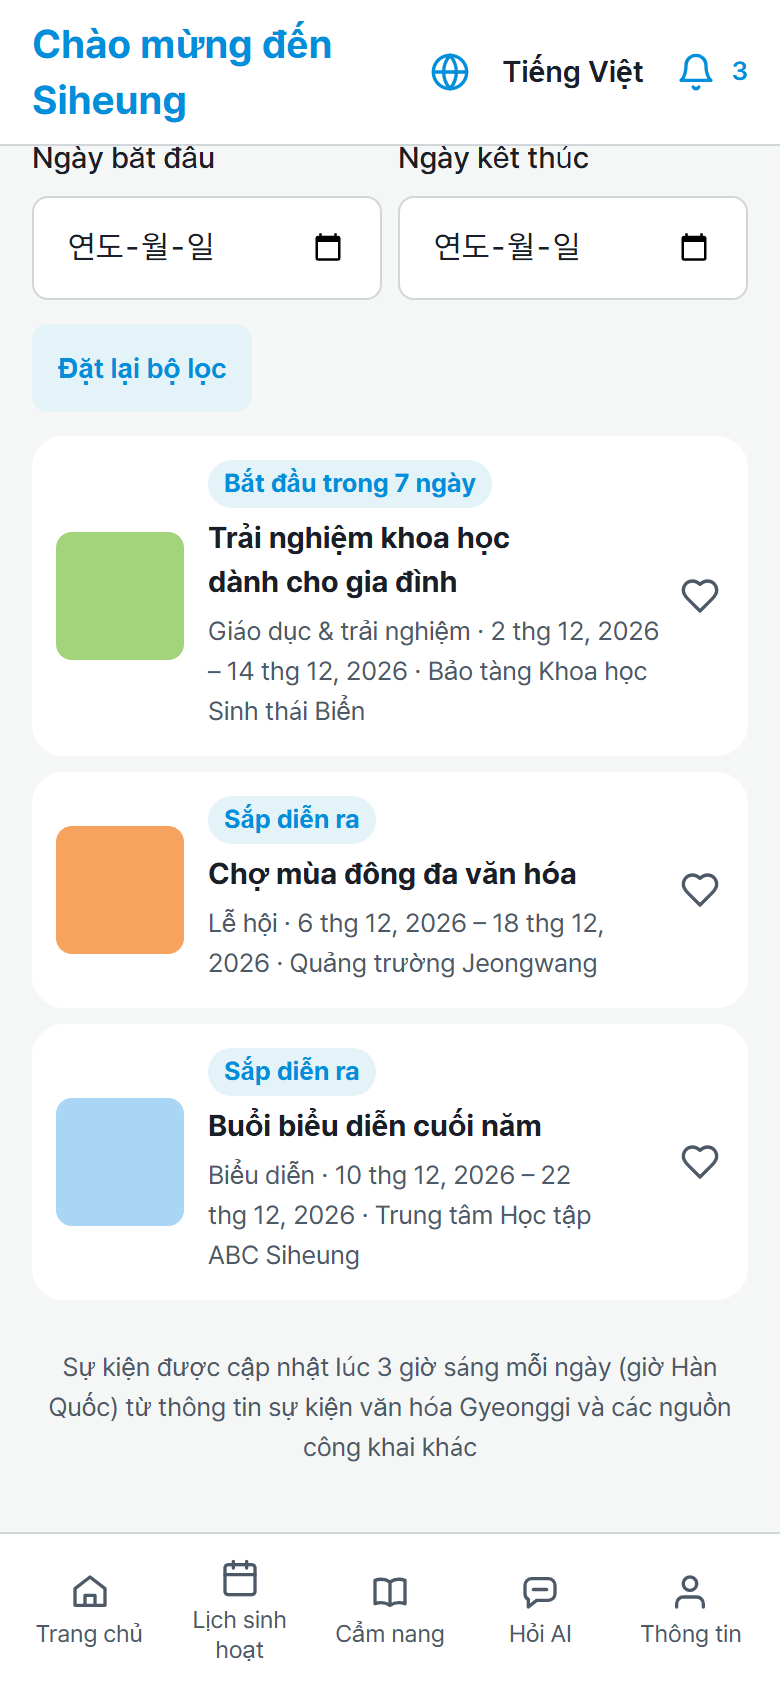 Chào mừng đến
Siheung
Tiếng Việt
3
Ngày bắt đầu
Ngày kết thúc
연도-월-일
연도-월-일
Đặt lại bộ lọc
Bắt đầu trong 7 ngày
Trải nghiệm khoa học
dành cho gia đình
Giáo dục & trải nghiệm · 2 thg 12, 2026
– 14 thg 12, 2026 · Bảo tàng Khoa học
Sinh thái Biển
Sắp diễn ra
Chợ mùa đông đa văn hóa
Lễ hội · 6 thg 12, 2026 – 18 thg 12,
2026 · Quảng trường Jeongwang
Sắp diễn ra
Buổi biểu diễn cuối năm
Biểu diễn · 10 thg 12, 2026 – 22
thg 12, 2026 · Trung tâm Học tập
ABC Siheung
Sự kiện được cập nhật lúc 3 giờ sáng mỗi ngày (giờ Hàn
Quốc) từ thông tin sự kiện văn hóa Gyeonggi và các nguồn
công khai khác
Trang chủ
Lịch sinh
hoạt
Cẩm nang
Hỏi AI
Thông tin